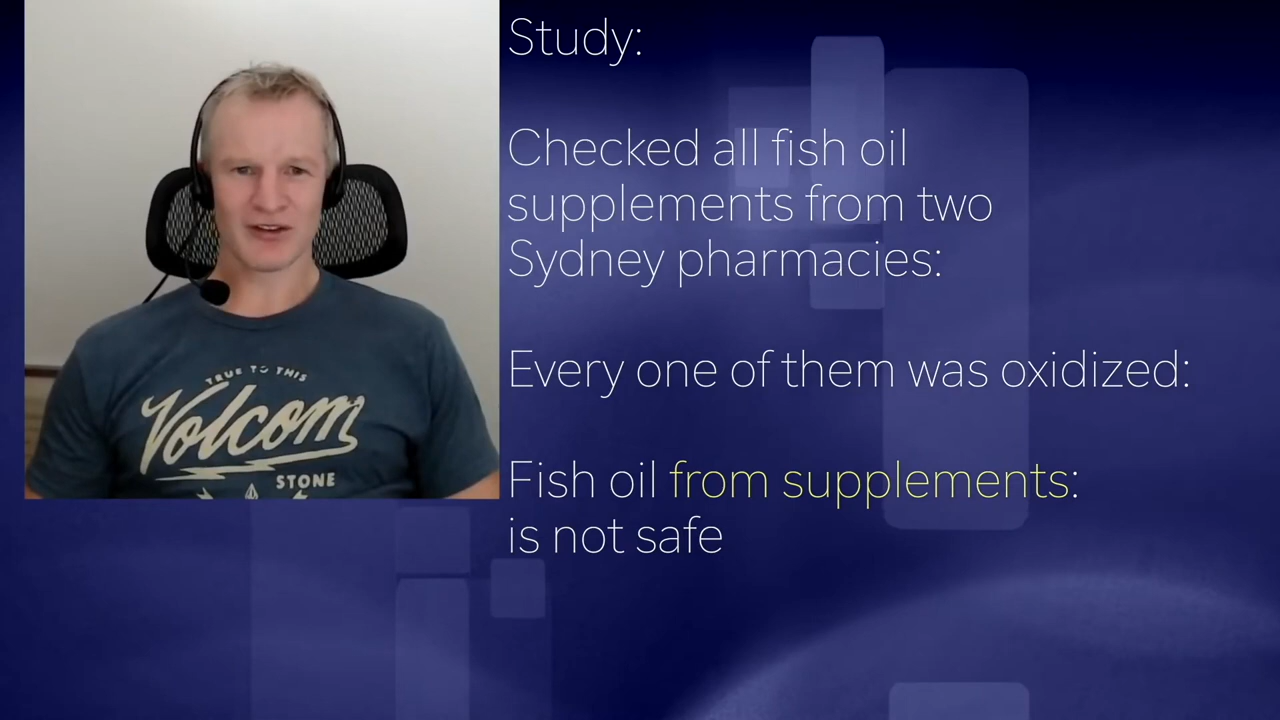 Study:
Checked all fish oil
supplements from two
Sydney pharmacies:
Every one of them was oxidized:
Fish oil from supplements:
is not safe
TRUE TO THIS
Volcom
STONE